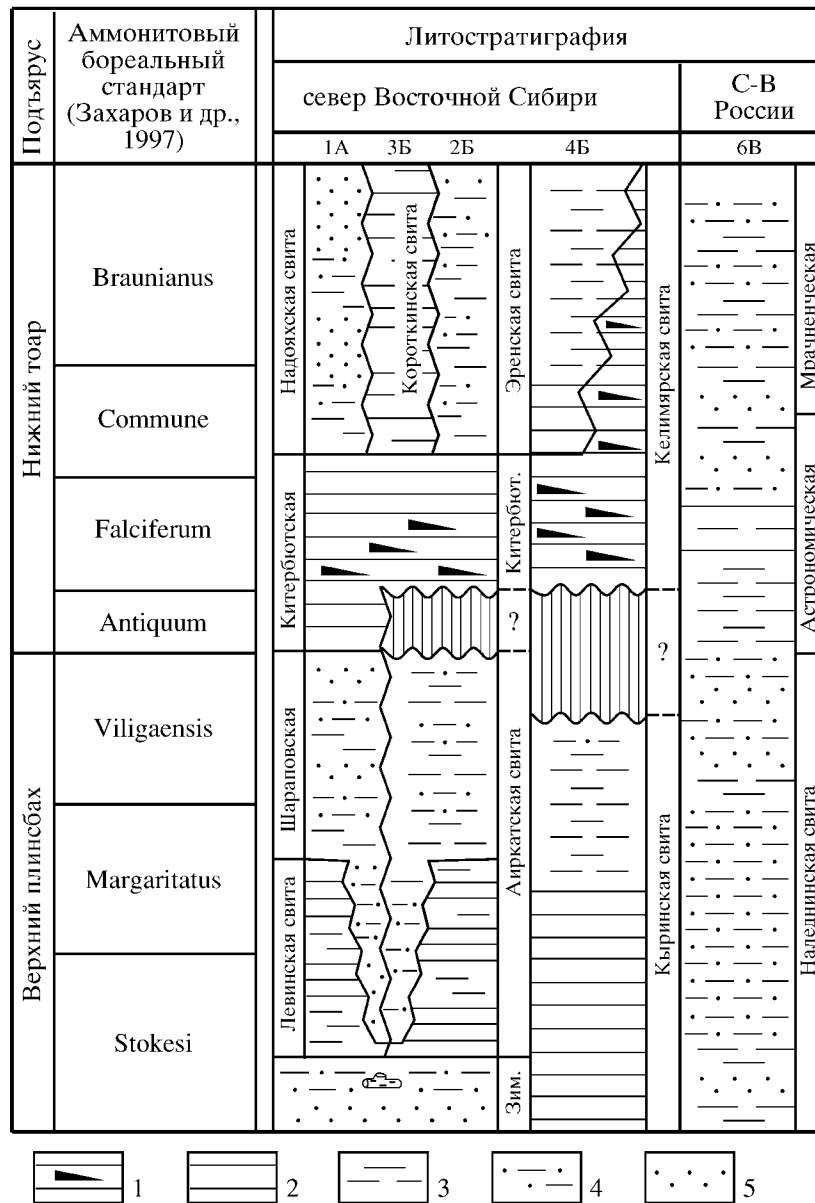 Подъярус
Аммонитовый
бореальный
стандарт
(Захаров и др.,
1997)
Литостратиграфия
север Восточной Сибири
С-В
России
1А
3Б
2Б
4Б
6В
Нижний тоар
Верхний плинсбах
Braunianus
Commune
Falciferum
Antiquum
Viligaensis
Margaritatus
Stokesi
Надояхская свита
Китербютская
Шараповская
Левинская свита
Короткинская свита
Эренская свита
Китербют.
?
Аиркатская свита
Зим.
Келимярская свита
?
Кыринская свита
Мрачненческая
Астрономическая
Наледнинская свита
1
2
3
4
5